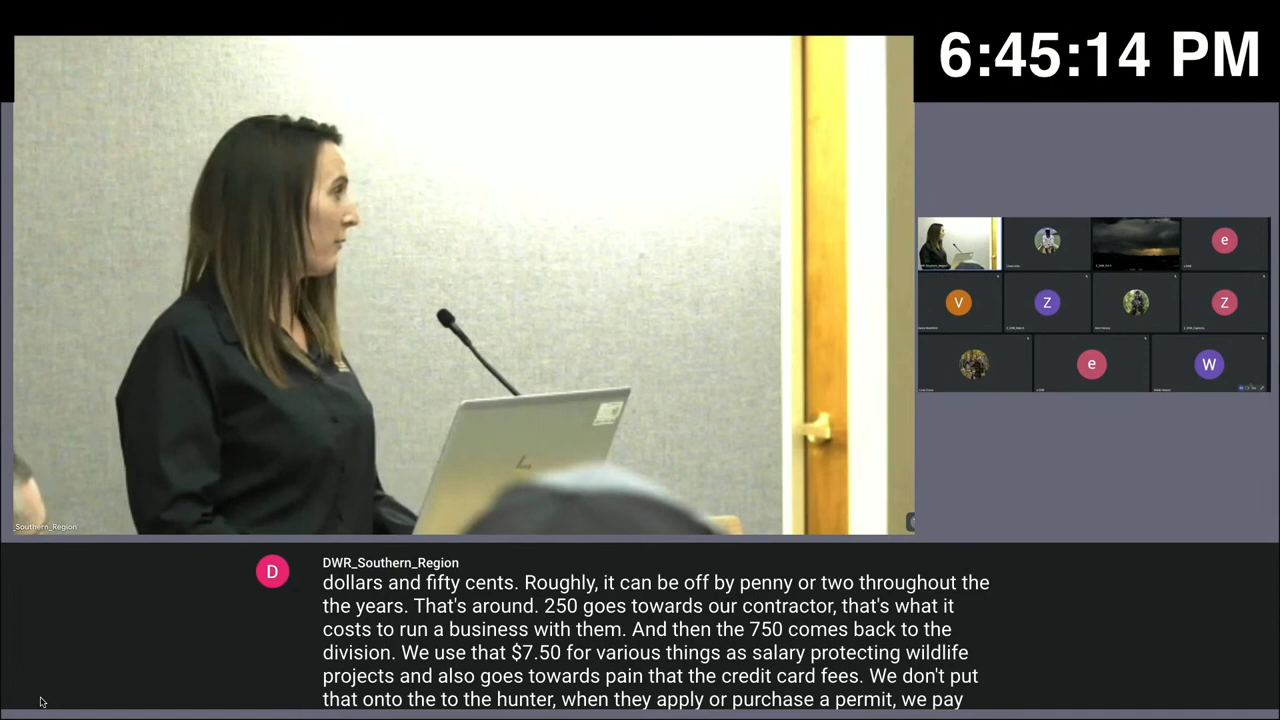 6:45:14 PM
e
V
Z
Z
e
W
_Southern_Region
D
DWR_Southern_Region
dollars and fifty cents. Roughly, it can be off by penny or two throughout the
the years. That's around. 250 goes towards our contractor, that's what it
costs to run a business with them. And then the 750 comes back to the
division. We use that $7.50 for various things as salary protecting wildlife
projects and also goes towards pain that the credit card fees. We don't put
that onto the to the hunter, when they apply or purchase a permit, we pay